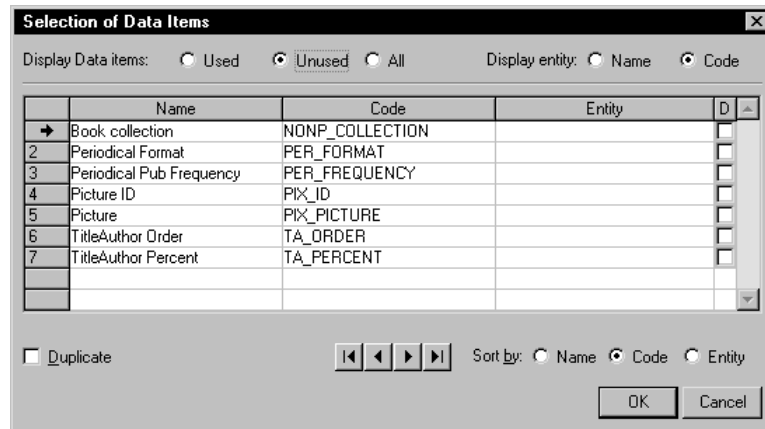 Selection of Data Items
Display Data items: Used Unused All Display entity: Name Code
Name Code Entity D
Book collection NONP_COLLECTION
2 Periodical Format PER_FORMAT
3 Periodical Pub Frequency PER_FREQUENCY
4 Picture ID PIX_ID
5 Picture PIX_PICTURE
6 TitleAuthor Order TA_ORDER
7 TitleAuthor Percent TA_PERCENT
Duplicate Sort by: Name Code Entity
OK Cancel